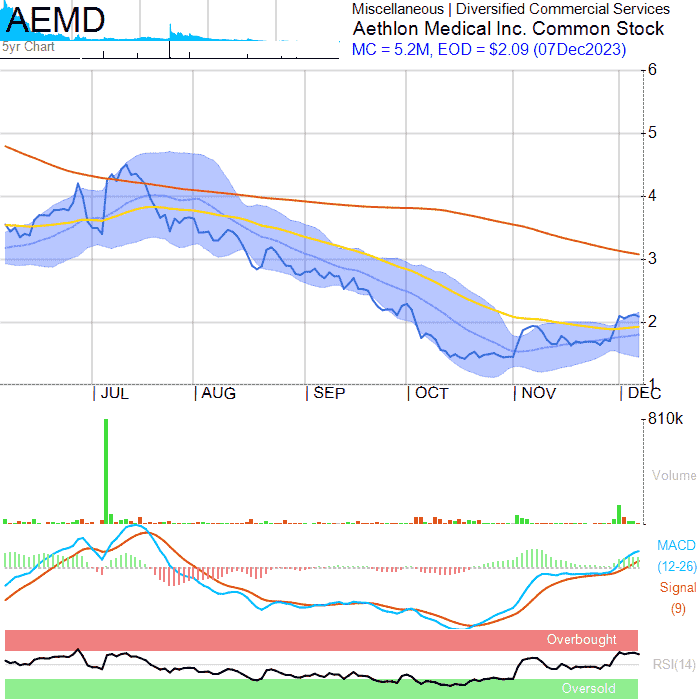 AEMD
5yr Chart
Miscellaneous | Diversified Commercial Services
Aethlon Medical Inc. Common Stock
MC = 5.2M, EOD = $2.09 (07Dec2023)
6
5
4
3
2
1
JUL AUG SEP OCT NOV DEC
810k
Volume
MACD
(12-26)
Signal
(9)
Overbought
RSI(14)
Oversold